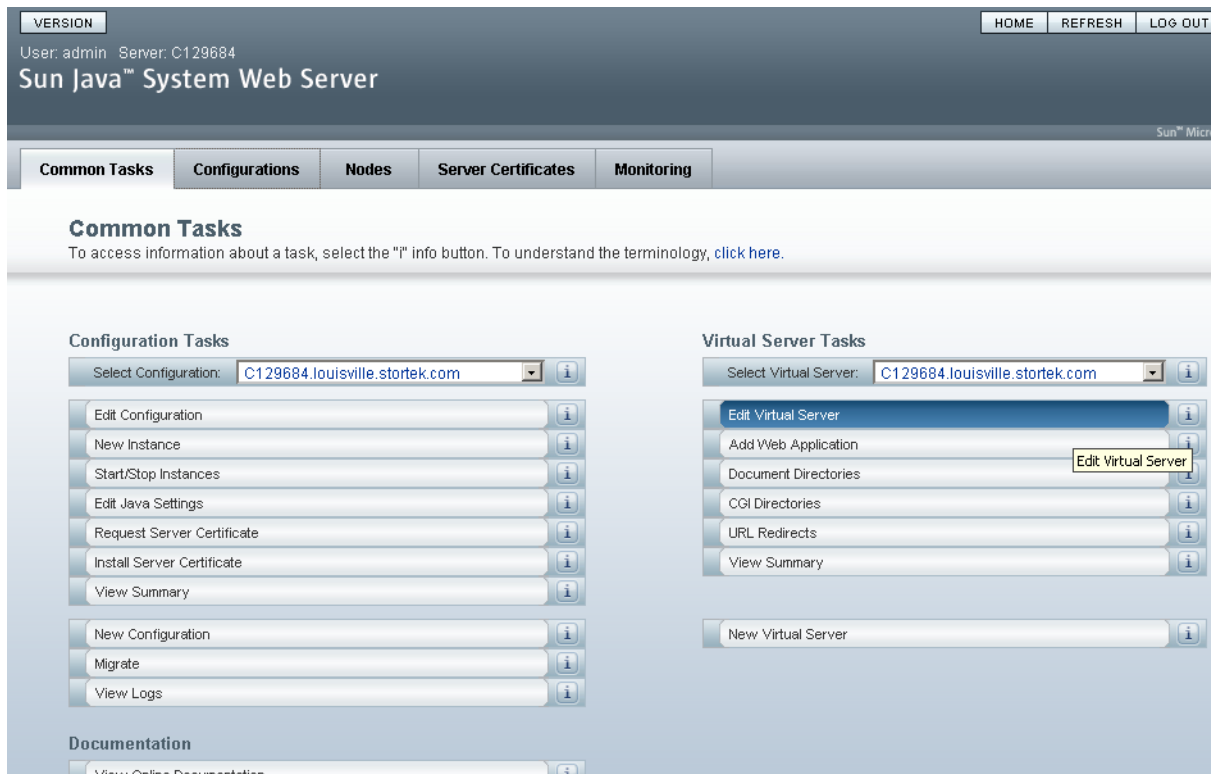 VERSION
HOME REFRESH LOG OUT
User: admin Server: C129684
Sun Java™ System Web Server
Sun™ Micro
Common Tasks Configurations Nodes Server Certificates Monitoring
Common Tasks
To access information about a task, select the "i" info button. To understand the terminology, click here.
Configuration Tasks
Select Configuration: C129684.louisville.stortek.com i
Edit Configuration i
New Instance i
Start/Stop Instances i
Edit Java Settings i
Request Server Certificate i
Install Server Certificate i
View Summary i
New Configuration i
Migrate i
View Logs i
Virtual Server Tasks
Select Virtual Server: C129684.louisville.stortek.com i
Edit Virtual Server i
Add Web Application i
Edit Virtual Server
Document Directories i
CGI Directories i
URL Redirects i
View Summary i
New Virtual Server i
Documentation
View Online Documentation i